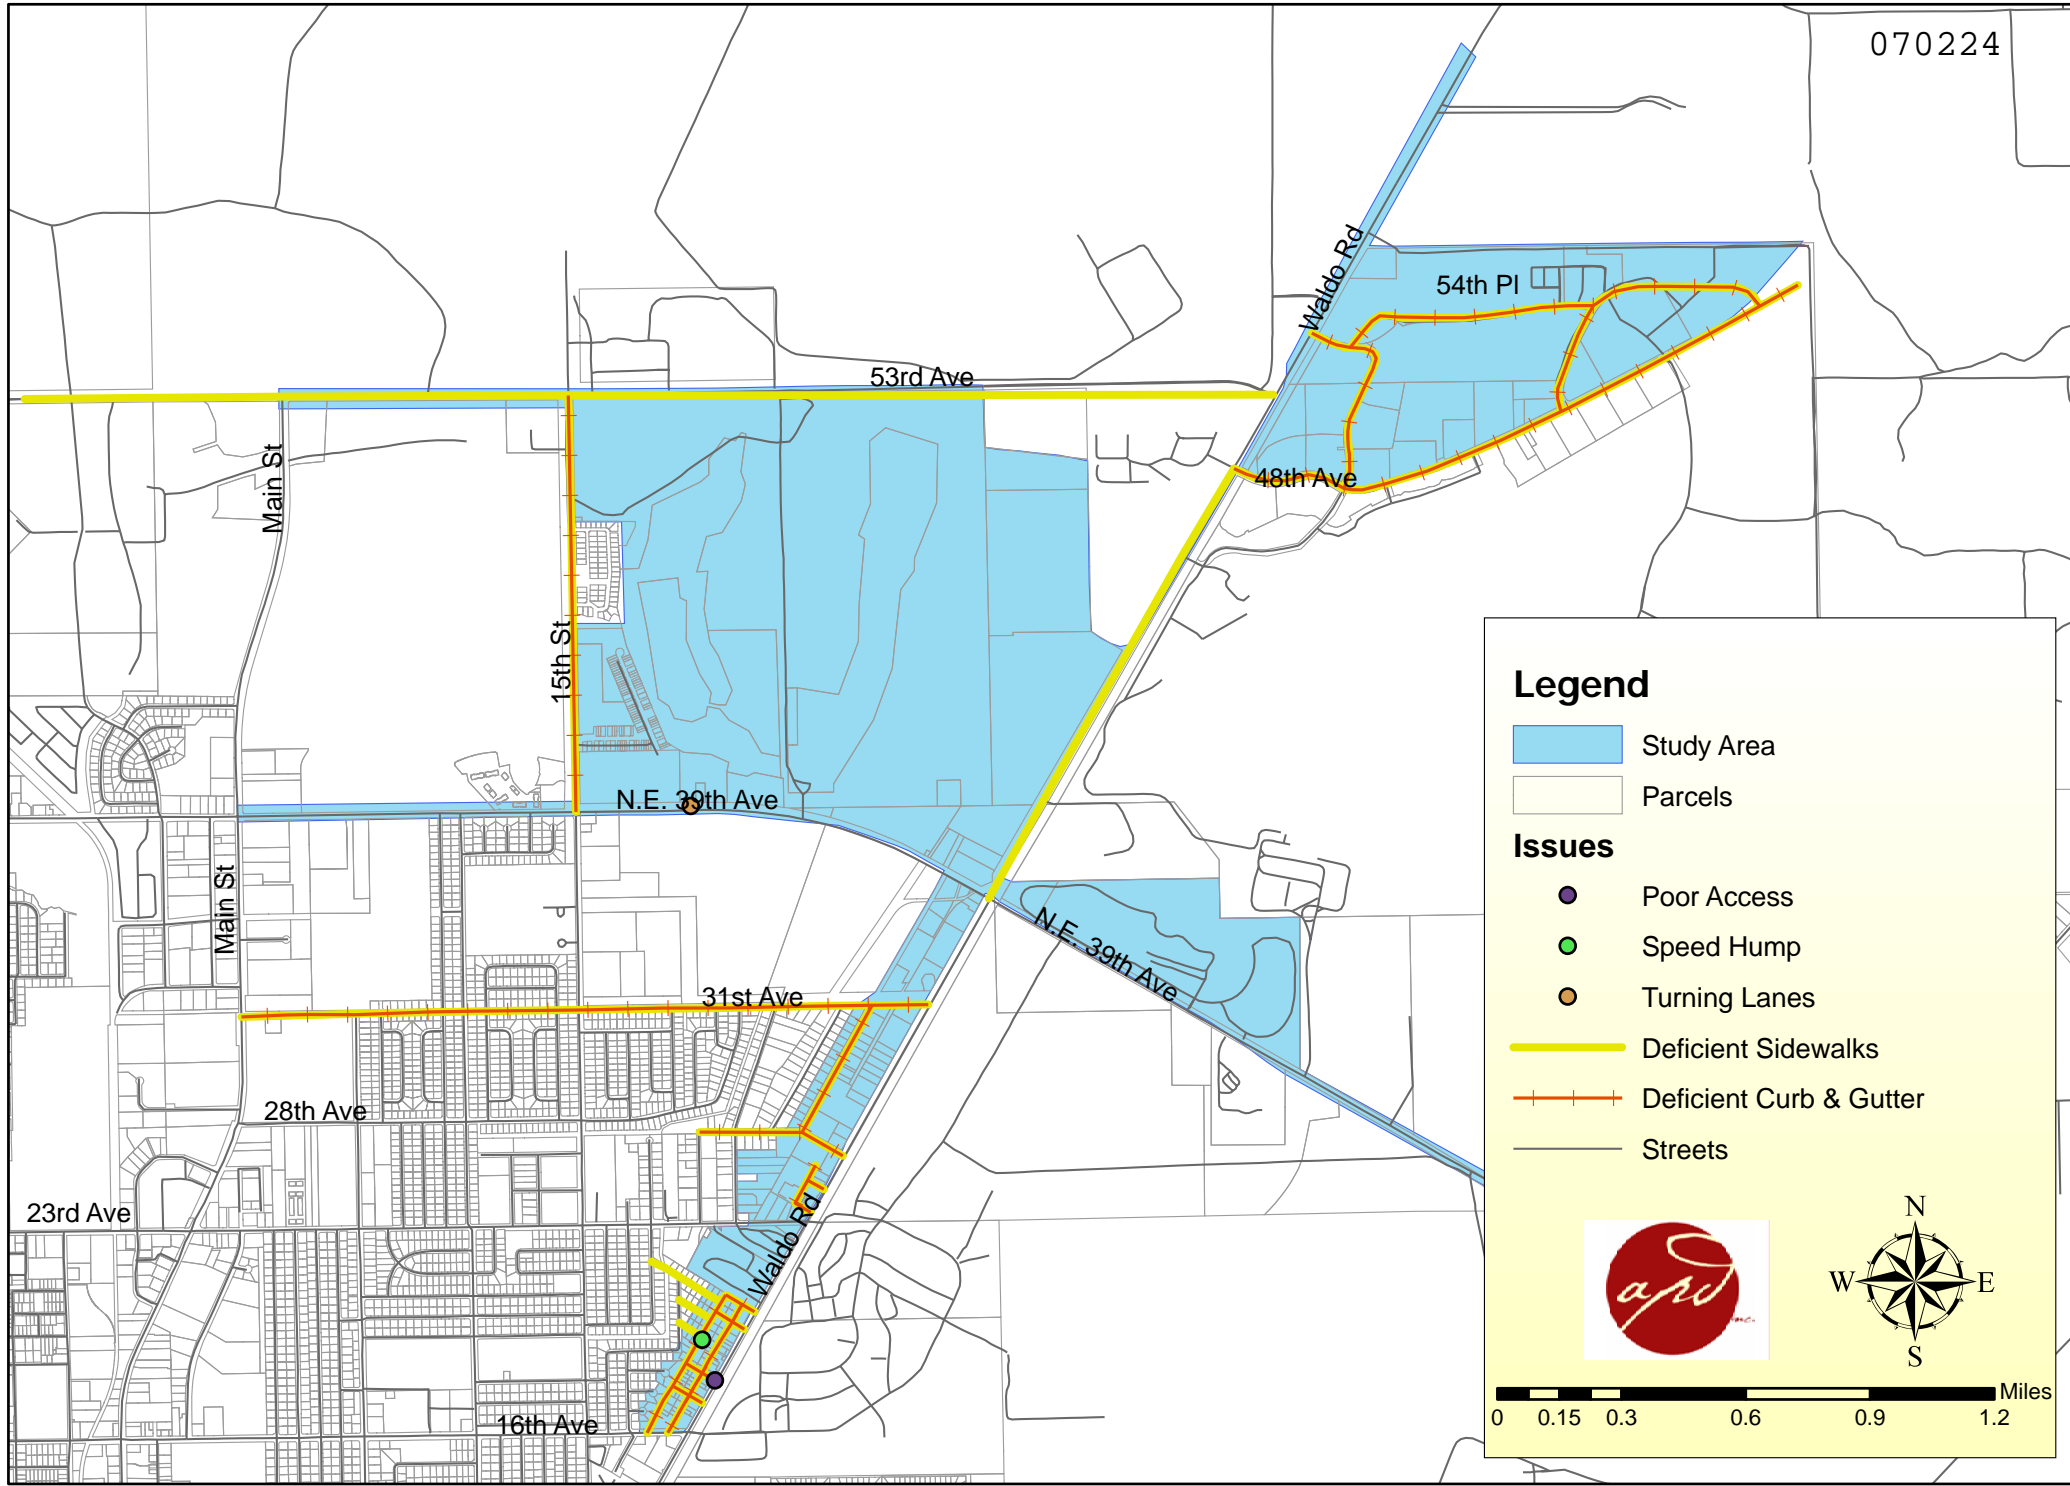 070224
Waldo Rd
54th Pl
53rd Ave
Main St
48th Ave
15th St
N.E. 39th Ave
Main St
N.E. 39th Ave
31st Ave
28th Ave
23rd Ave
Waldo Rd
16th Ave
Legend
Study Area
Parcels
Issues
Poor Access
Speed Hump
Turning Lanes
Deficient Sidewalks
Deficient Curb & Gutter
Streets
apd inc.
N
W E
S
Miles
0 0.15 0.3 0.6 0.9 1.2